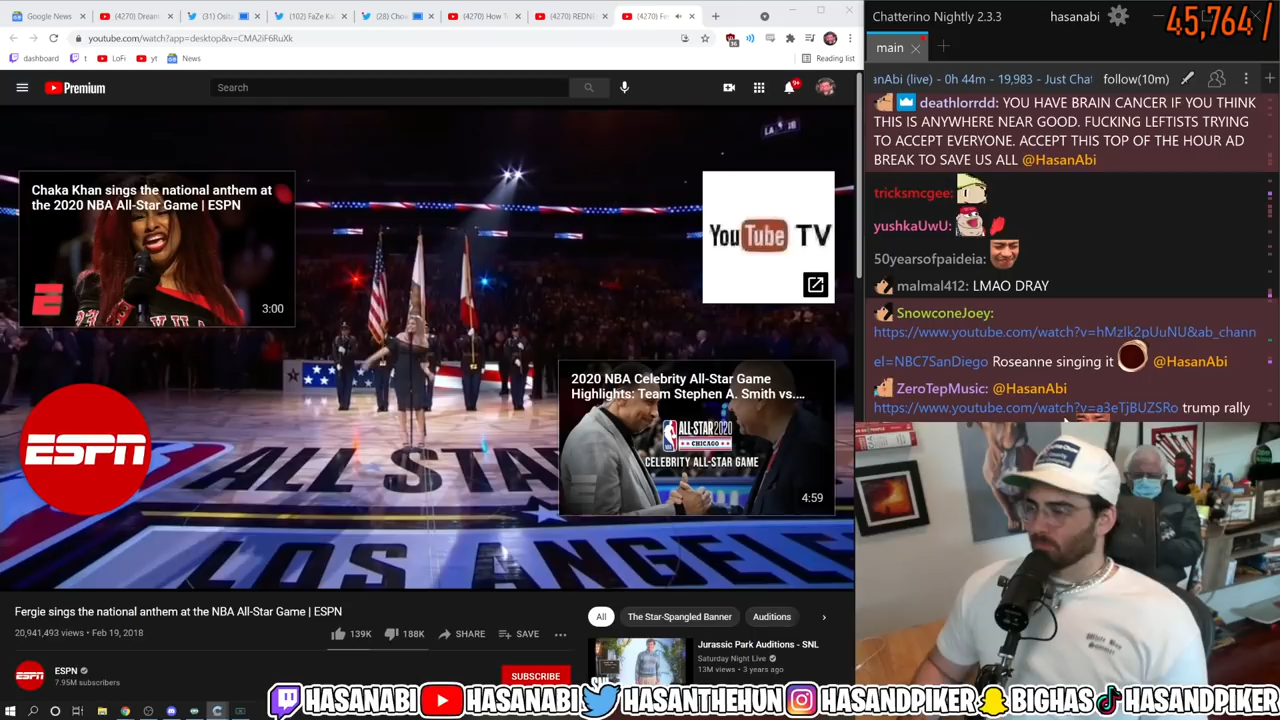 Google News
(4270) Dream
(31) Osita
(102) FaZe Ka
(28) Chow
(4270) How T
(4270) REDNE
(4270) Fe
youtube.com/watch?app=desktop&v=CMA2iF6RuXk
36
dashboard
t
LoFi
yt
News
Reading list
Premium
Search
9+
Chaka Khan sings the national anthem at
the 2020 NBA All-Star Game | ESPN
3:00
YouTube TV
2020 NBA Celebrity All-Star Game
Highlights: Team Stephen A. Smith vs....
ALL-STAR2020
CHICAGO
CELEBRITY ALL-STAR GAME
4:59
ESPN
ALL STA
LOS ANGELE
Fergie sings the national anthem at the NBA All-Star Game | ESPN
20,941,493 views • Feb 19, 2018
139K
188K
SHARE
SAVE
All
The Star-Spangled Banner
Auditions
ESPN
7.95M subscribers
SUBSCRIBE
Jurassic Park Auditions - SNL
Saturday Night Live
13M views • 3 years ago
Chatterino Nightly 2.3.3
hasanabi
45,764 /
main
anAbi (live) - 0h 44m - 19,983 - Just Cha
follow(10m)
deathlorrdd: YOU HAVE BRAIN CANCER IF YOU THINK
THIS IS ANYWHERE NEAR GOOD. FUCKING LEFTISTS TRYING
TO ACCEPT EVERYONE. ACCEPT THIS TOP OF THE HOUR AD
BREAK TO SAVE US ALL @HasanAbi
tricksmcgee:
yushkaUwU:
50yearsofpaideia:
malmal412: LMAO DRAY
SnowconeJoey:
https://www.youtube.com/watch?v=hMzlk2pUuNU&ab_chann
el=NBC7SanDiego Roseanne singing it @HasanAbi
ZeroTepMusic: @HasanAbi
https://www.youtube.com/watch?v=a3eTjBUZSRo trump rally
HASANABI HASANABI HASANTHEHUN HASANDPIKER BIGHAS HASANDPIKER